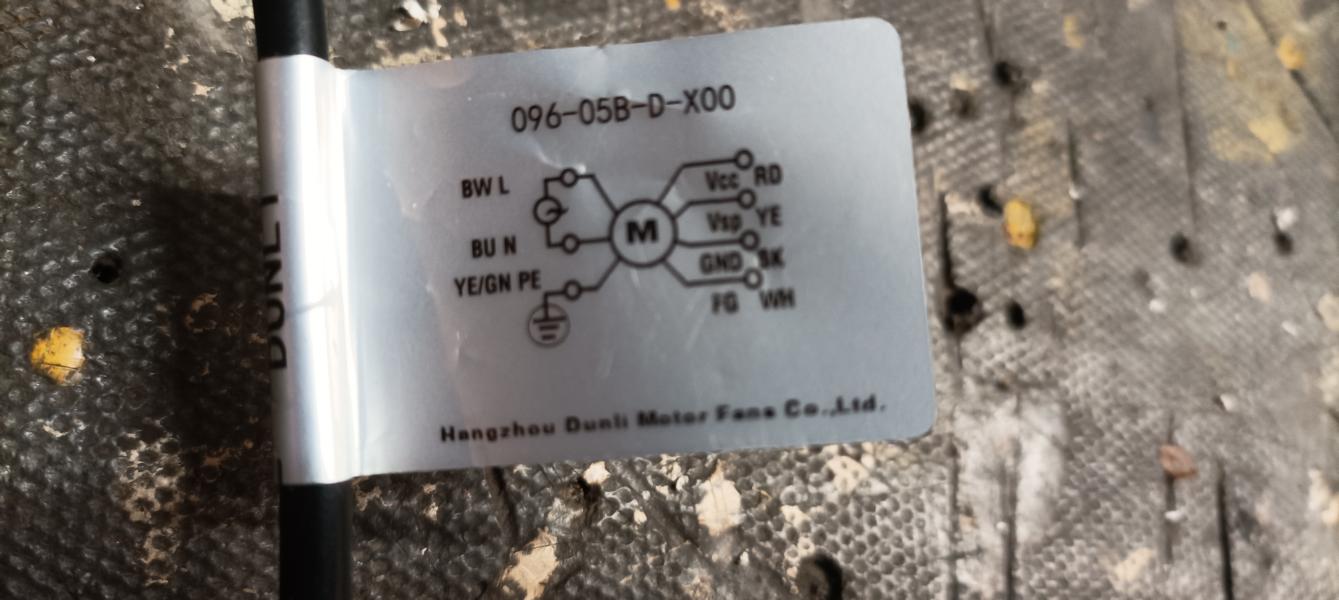 096-05B-D-X00
BW L
BU N
YE/GN PE
M
Vcc RD
Vsp YE
GND BK
FG WH
Hangzhou Dunli Motor Fans Co.,Ltd.